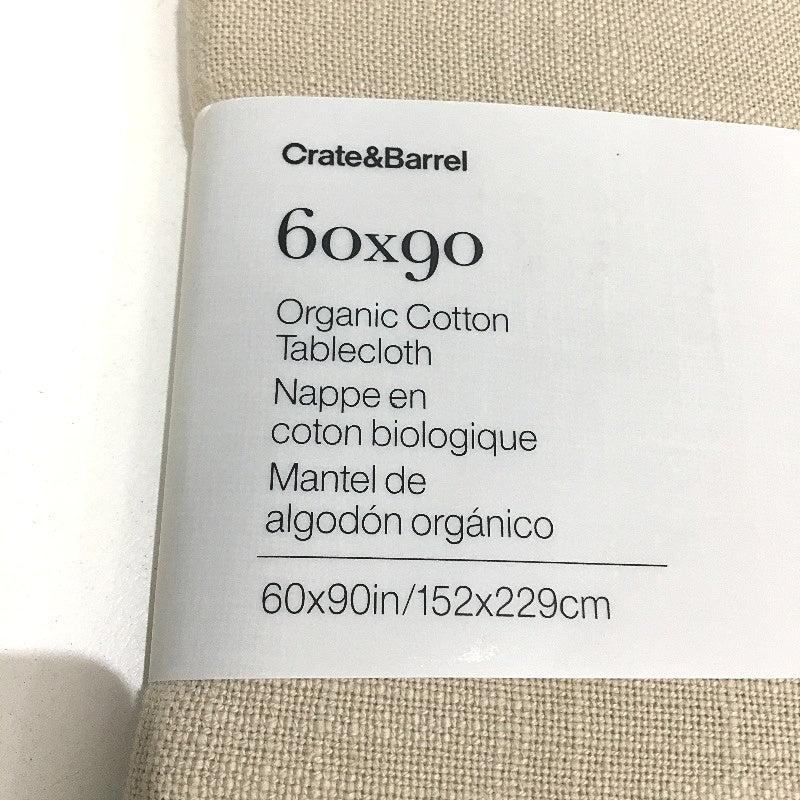 Crate&Barrel
60x90
Organic Cotton
Tablecloth
Nappe en
coton biologique
Mantel de
algodón orgánico
60x90in/152x229cm